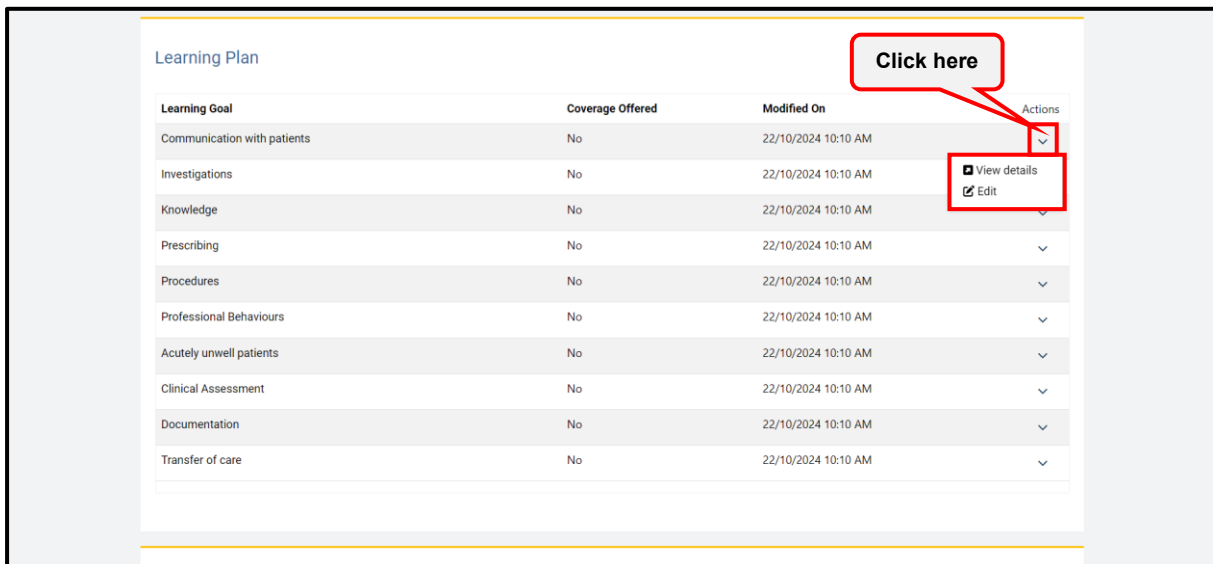 Learning Plan
Click here
Learning Goal Coverage Offered Modified On Actions
Communication with patients No 22/10/2024 10:10 AM
Investigations No 22/10/2024 10:10 AM View details
Edit
Knowledge No 22/10/2024 10:10 AM
Prescribing No 22/10/2024 10:10 AM
Procedures No 22/10/2024 10:10 AM
Professional Behaviours No 22/10/2024 10:10 AM
Acutely unwell patients No 22/10/2024 10:10 AM
Clinical Assessment No 22/10/2024 10:10 AM
Documentation No 22/10/2024 10:10 AM
Transfer of care No 22/10/2024 10:10 AM